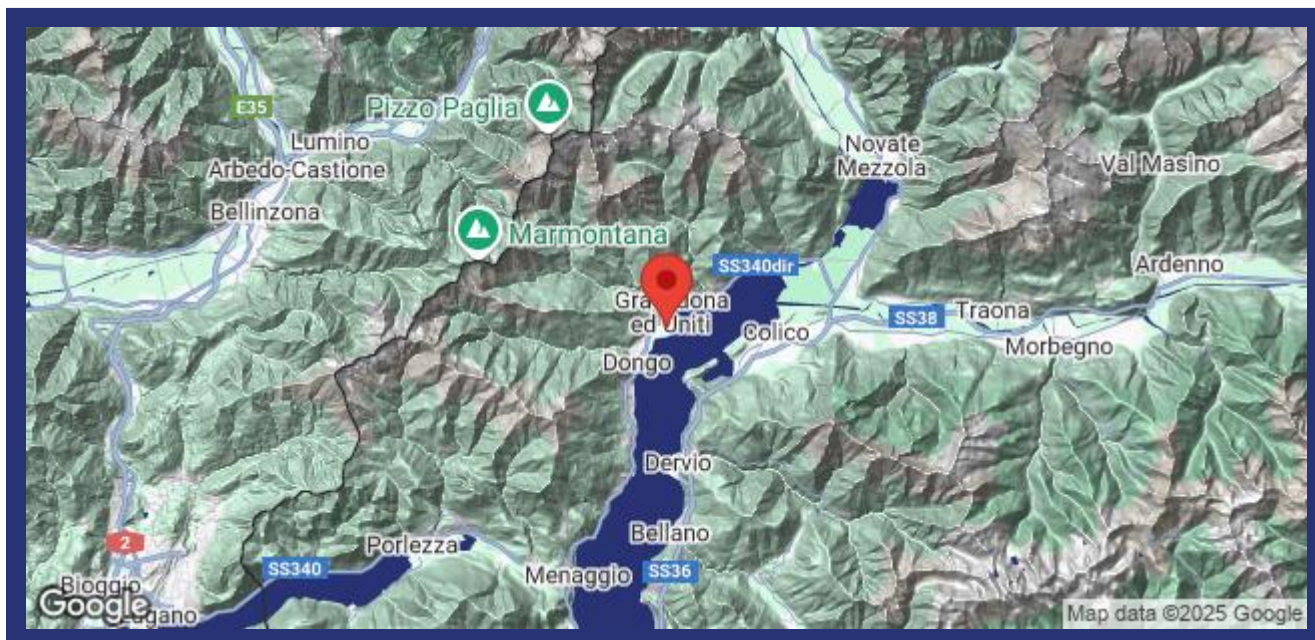 E35
Pizzo Paglia
Lumino
Arbedo-Castione
Novate
Mezzola
Val Masino
Bellinzona
Marmontana
SS340dir
Ardenno
ed Uniti
SS38
Traona
Colico
Morbegno
Dongo
Dervio
Bellano
2
Porlezza
SS340
Menaggio
SS36
Bioggio
Google
Map data ©2025 Google